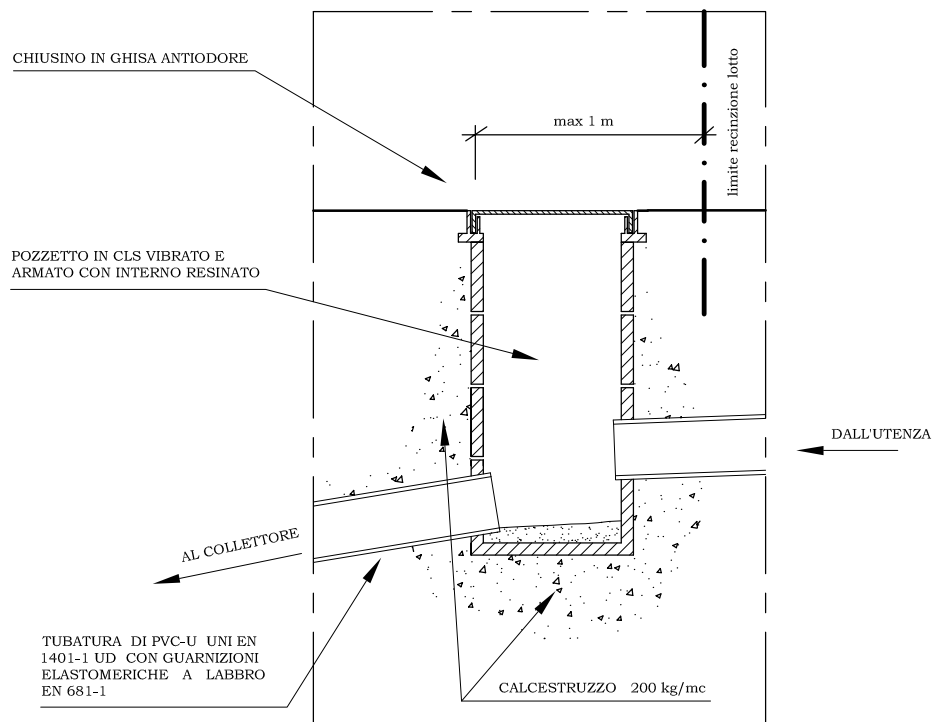 CHIUSINO IN GHISA ANTIODORE
max 1 m
limite recinzione lotto
POZZETTO IN CLS VIBRATO E
ARMATO CON INTERNO RESINATO
DALL'UTENZA
AL COLLETTORE
TUBATURA DI PVC-U UNI EN
1401-1 UD CON GUARNIZIONI
ELASTOMERICHE A LABBRO
EN 681-1
CALCESTRUZZO 200 kg/mc